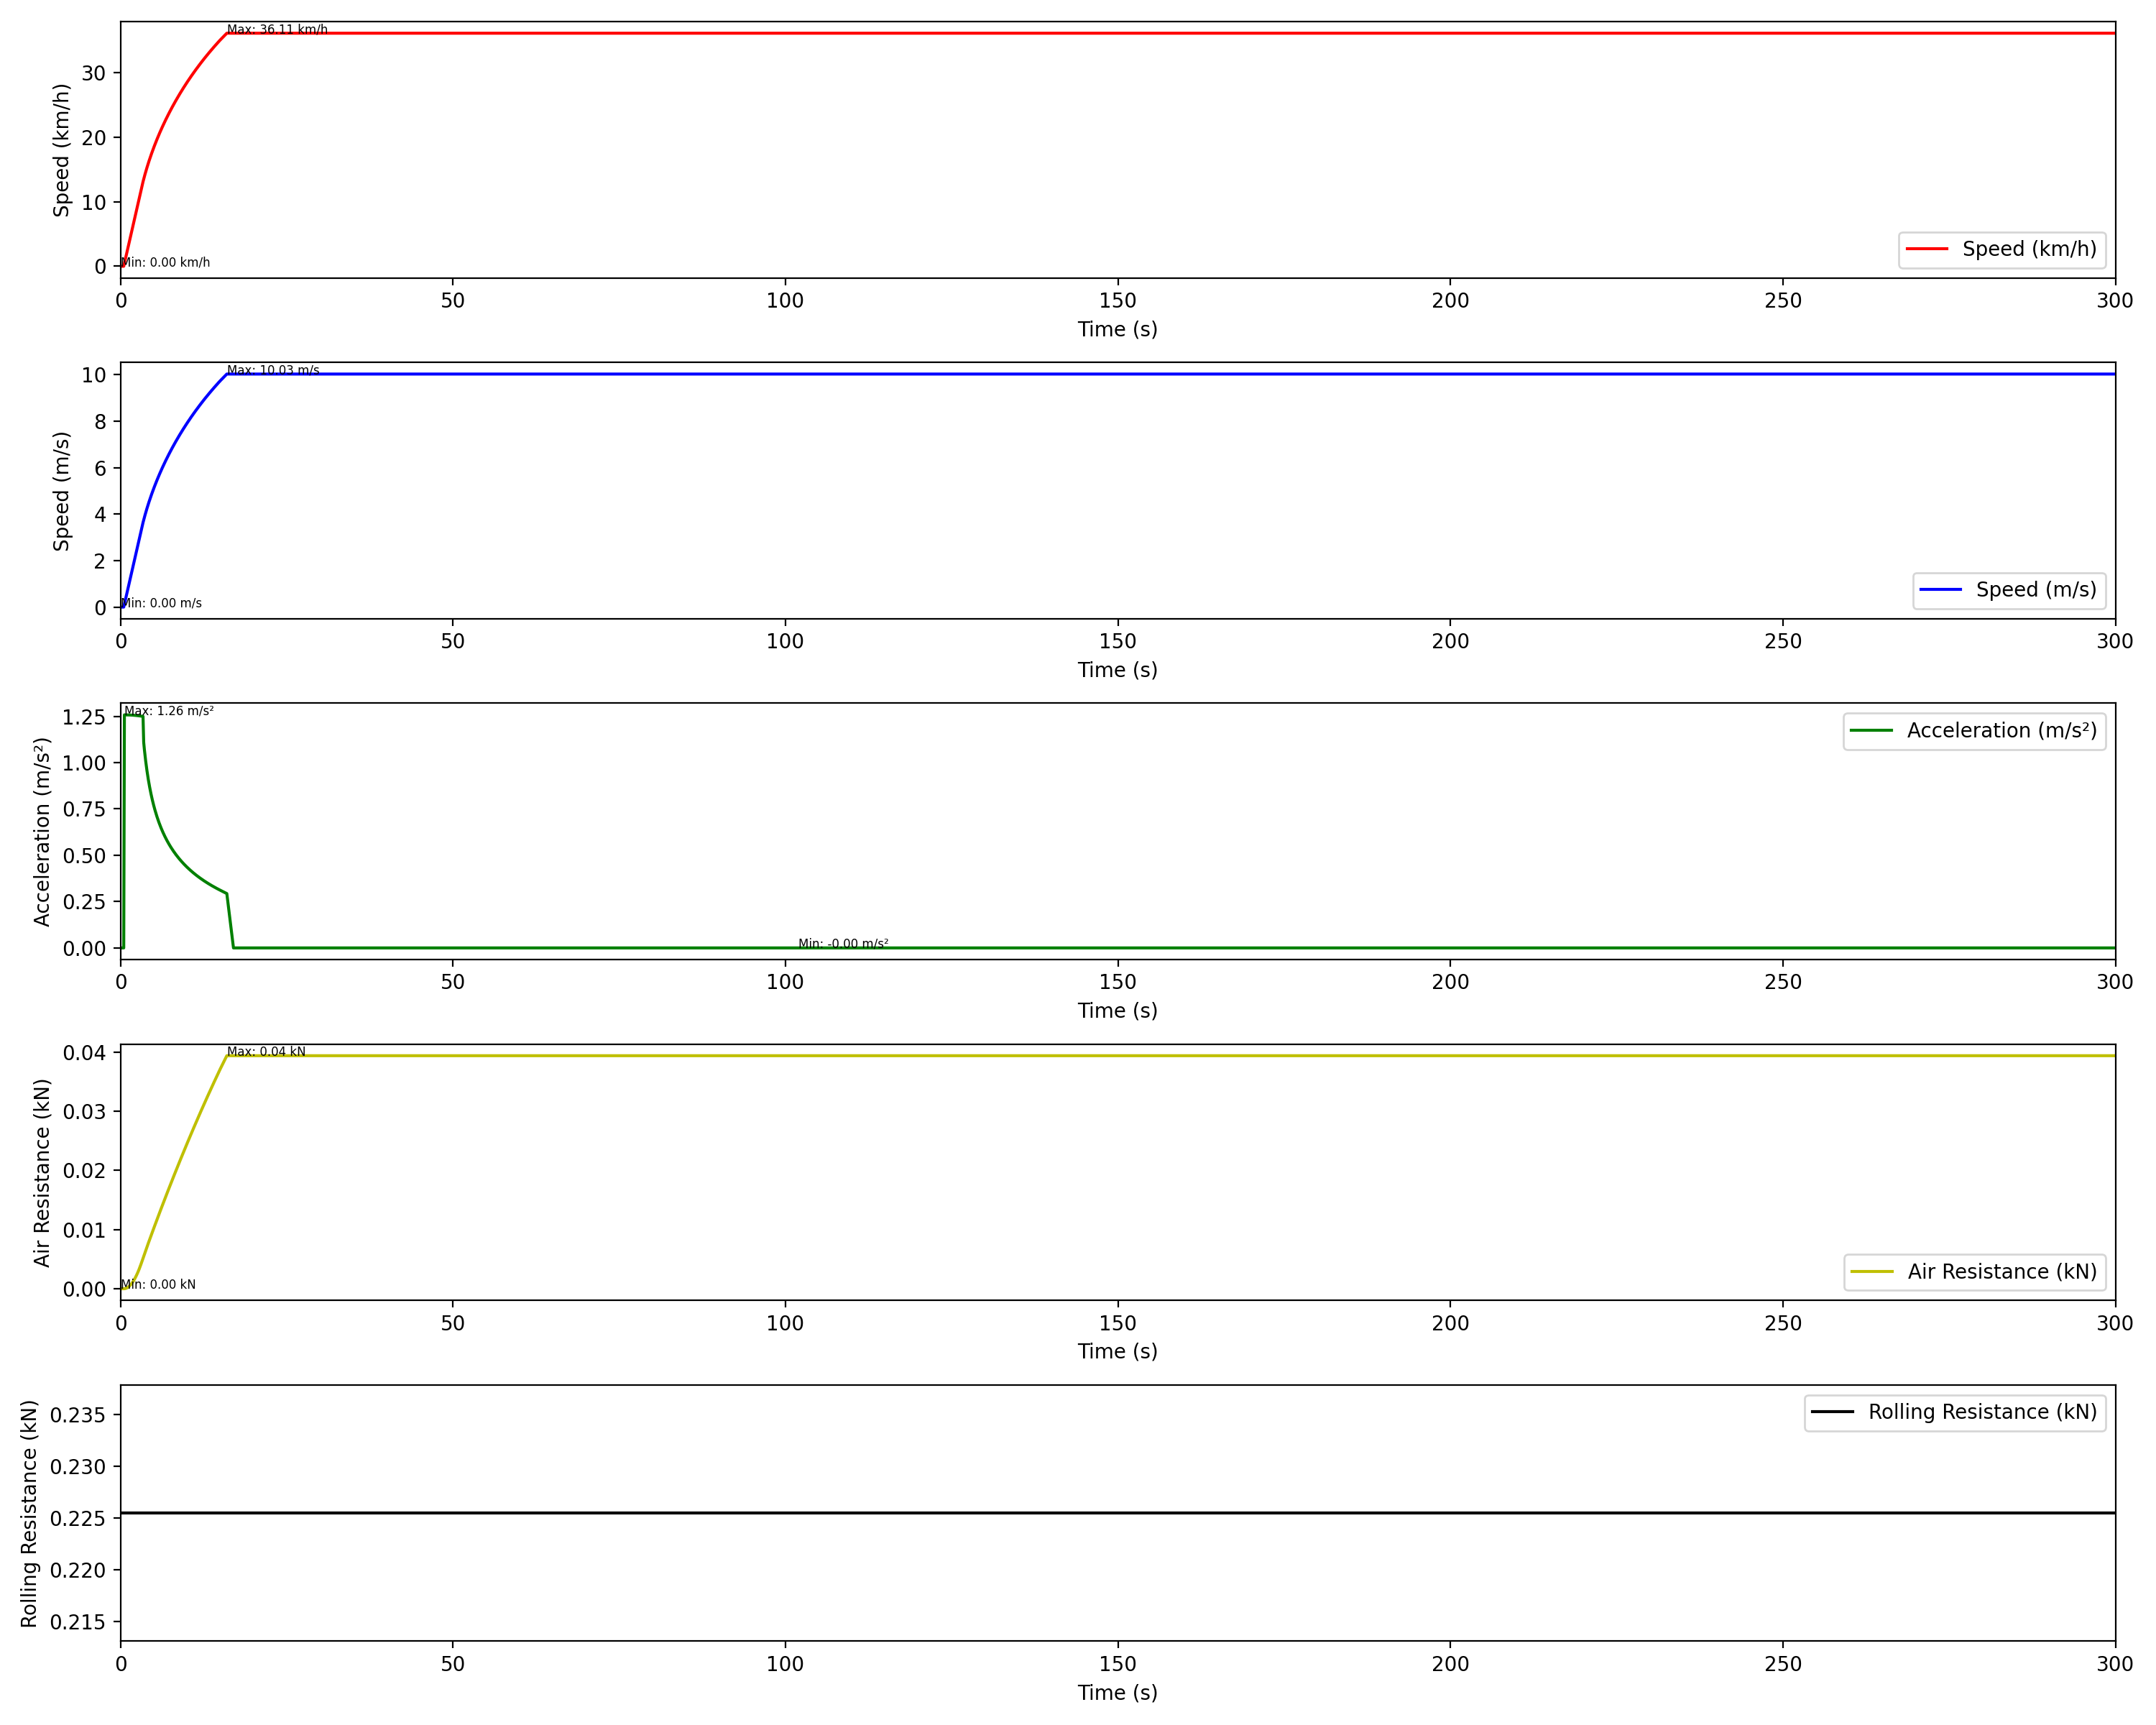 Speed (km/h)
30
20
10
0
Max: 36.11 km/h
Min: 0.00 km/h
Speed (km/h)
0 50 100 150 200 250 300
Time (s)
Speed (m/s)
10
8
6
4
2
0
Max: 10.03 m/s
Min: 0.00 m/s
Speed (m/s)
0 50 100 150 200 250 300
Time (s)
Acceleration (m/s²)
1.25
1.00
0.75
0.50
0.25
0.00
Max: 1.26 m/s²
Min: -0.00 m/s²
Acceleration (m/s²)
0 50 100 150 200 250 300
Time (s)
Air Resistance (kN)
0.04
0.03
0.02
0.01
0.00
Max: 0.04 kN
Min: 0.00 kN
Air Resistance (kN)
0 50 100 150 200 250 300
Time (s)
Rolling Resistance (kN)
0.235
0.230
0.225
0.220
0.215
Rolling Resistance (kN)
0 50 100 150 200 250 300
Time (s)